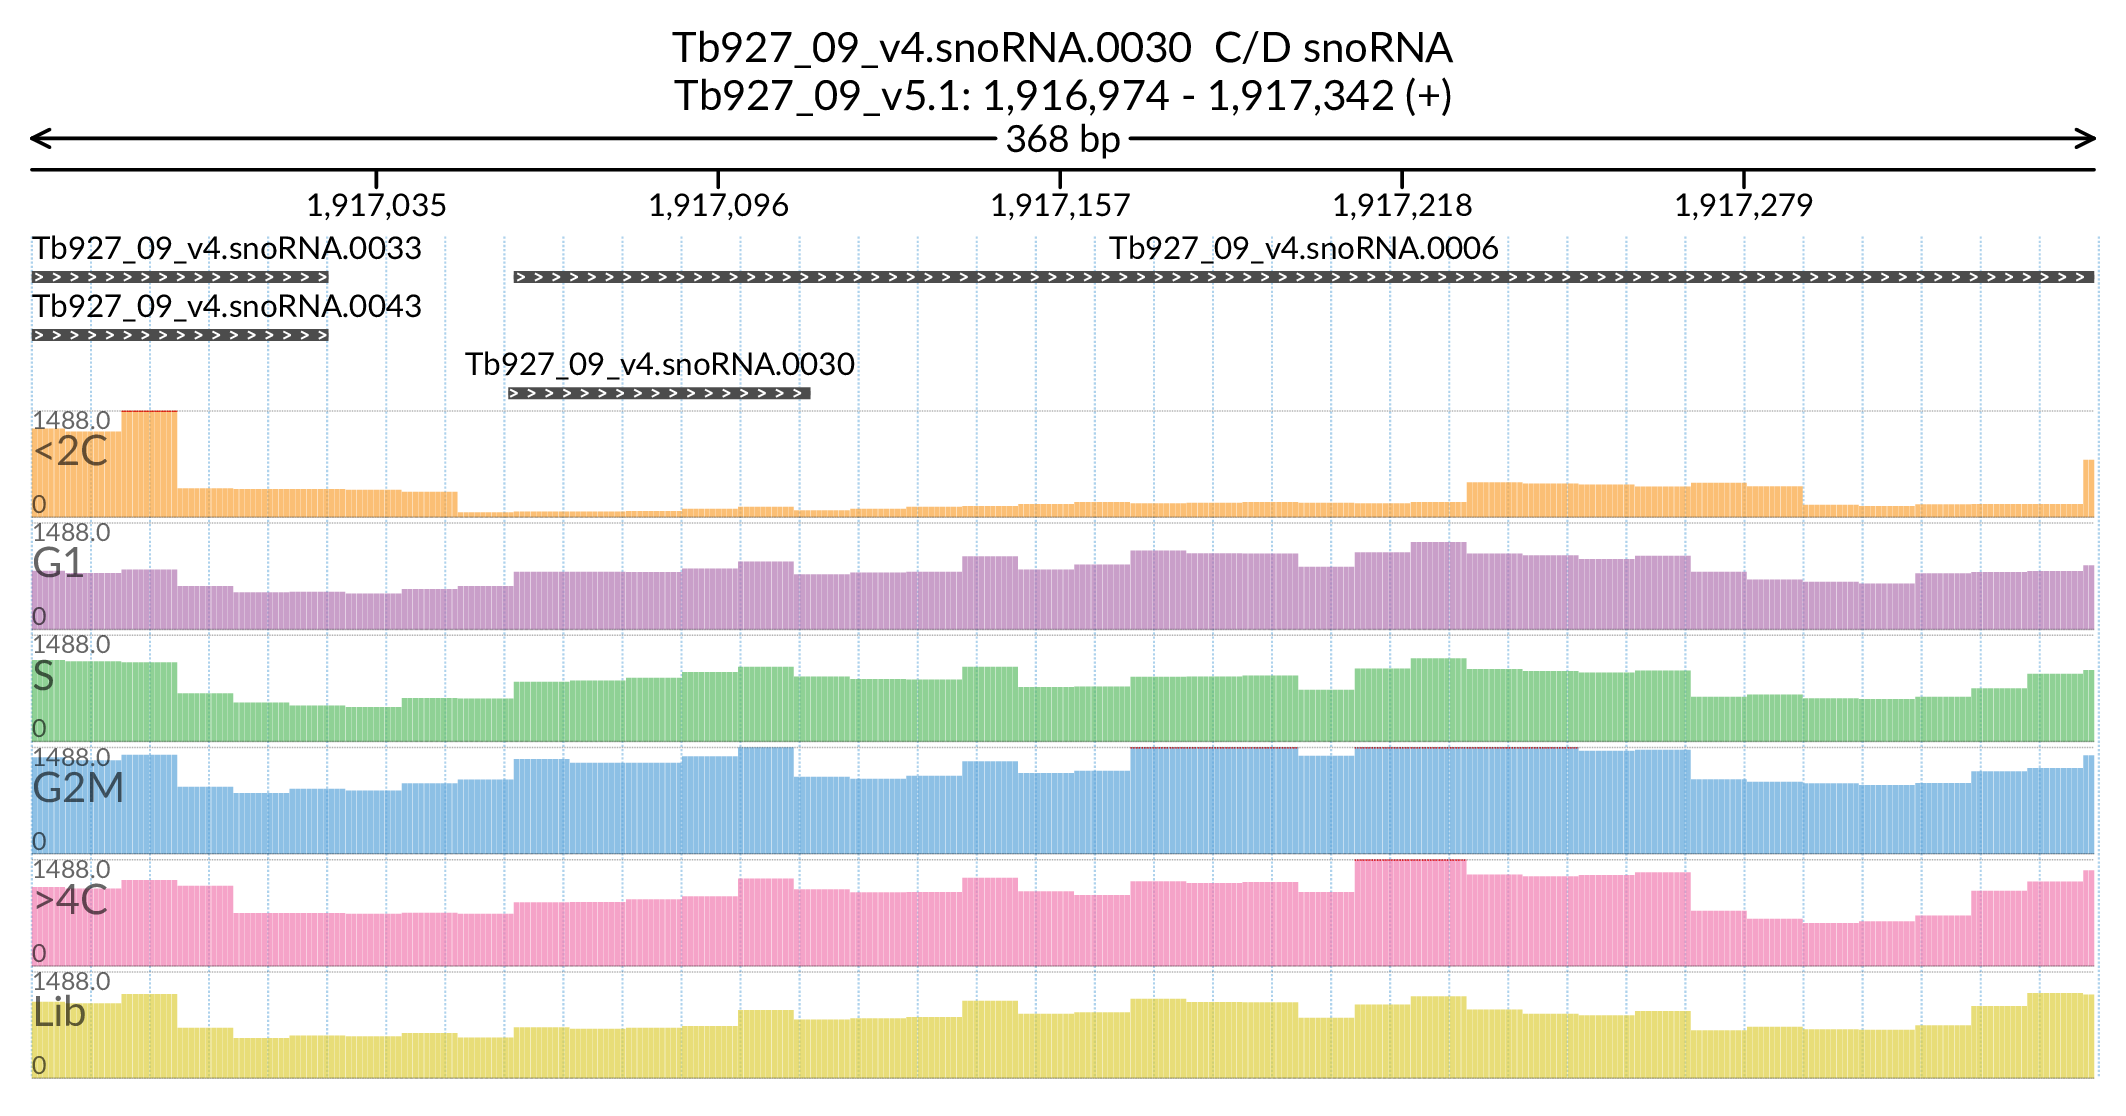 Tb927_09_v4.snoRNA.0030 C/D snoRNA
Tb927_09_v5.1: 1,916,974 - 1,917,342 (+)
368 bp
1,917,035 1,917,096 1,917,157 1,917,218 1,917,279
Tb927_09_v4.snoRNA.0033 Tb927_09_v4.snoRNA.0006
Tb927_09_v4.snoRNA.0043
Tb927_09_v4.snoRNA.0030
1488.0
<2C
0
1488.0
G1
0
1488.0
S
0
1488.0
G2M
0
1488.0
>4C
0
1488.0
Lib
0